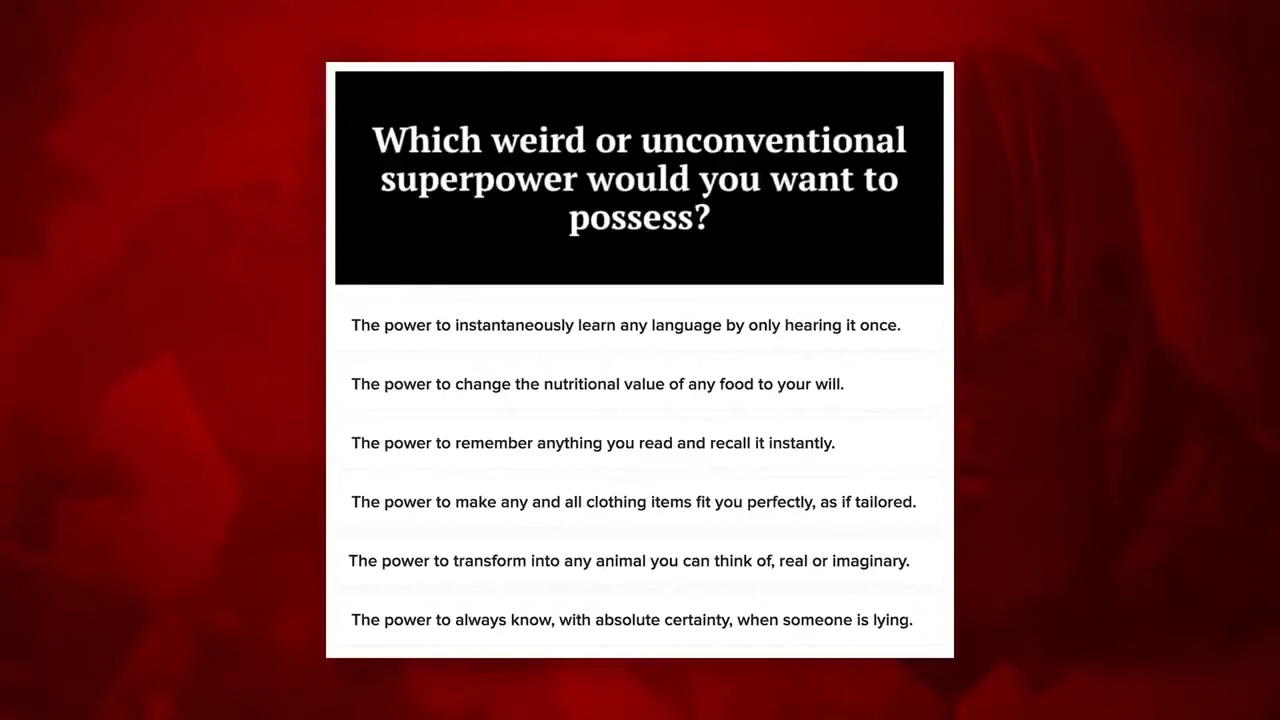 Which weird or unconventional
superpower would you want to
possess?
The power to instantaneously learn any language by only hearing it once.
The power to change the nutritional value of any food to your will.
The power to remember anything you read and recall it instantly.
The power to make any and all clothing items fit you perfectly, as if tailored.
The power to transform into any animal you can think of, real or imaginary.
The power to always know, with absolute certainty, when someone is lying.